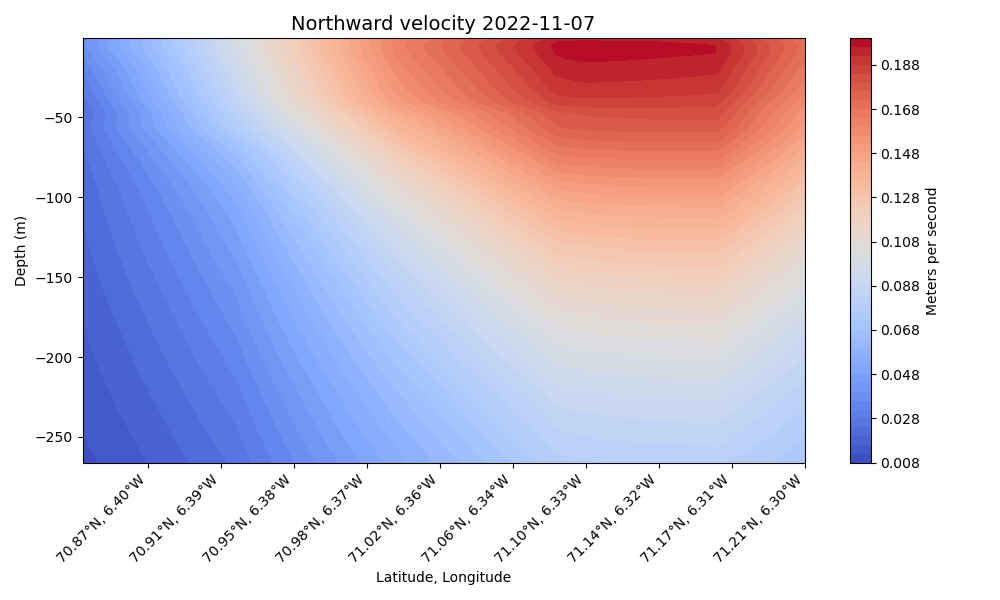 Northward velocity 2022-11-07
Depth (m)
−50
−100
−150
−200
−250
70.87°N, 6.40°W
70.91°N, 6.39°W
70.95°N, 6.38°W
70.98°N, 6.37°W
71.02°N, 6.36°W
71.06°N, 6.34°W
71.10°N, 6.33°W
71.14°N, 6.32°W
71.17°N, 6.31°W
71.21°N, 6.30°W
Latitude, Longitude
0.188
0.168
0.148
0.128
0.108
0.088
0.068
0.048
0.028
0.008
Meters per second